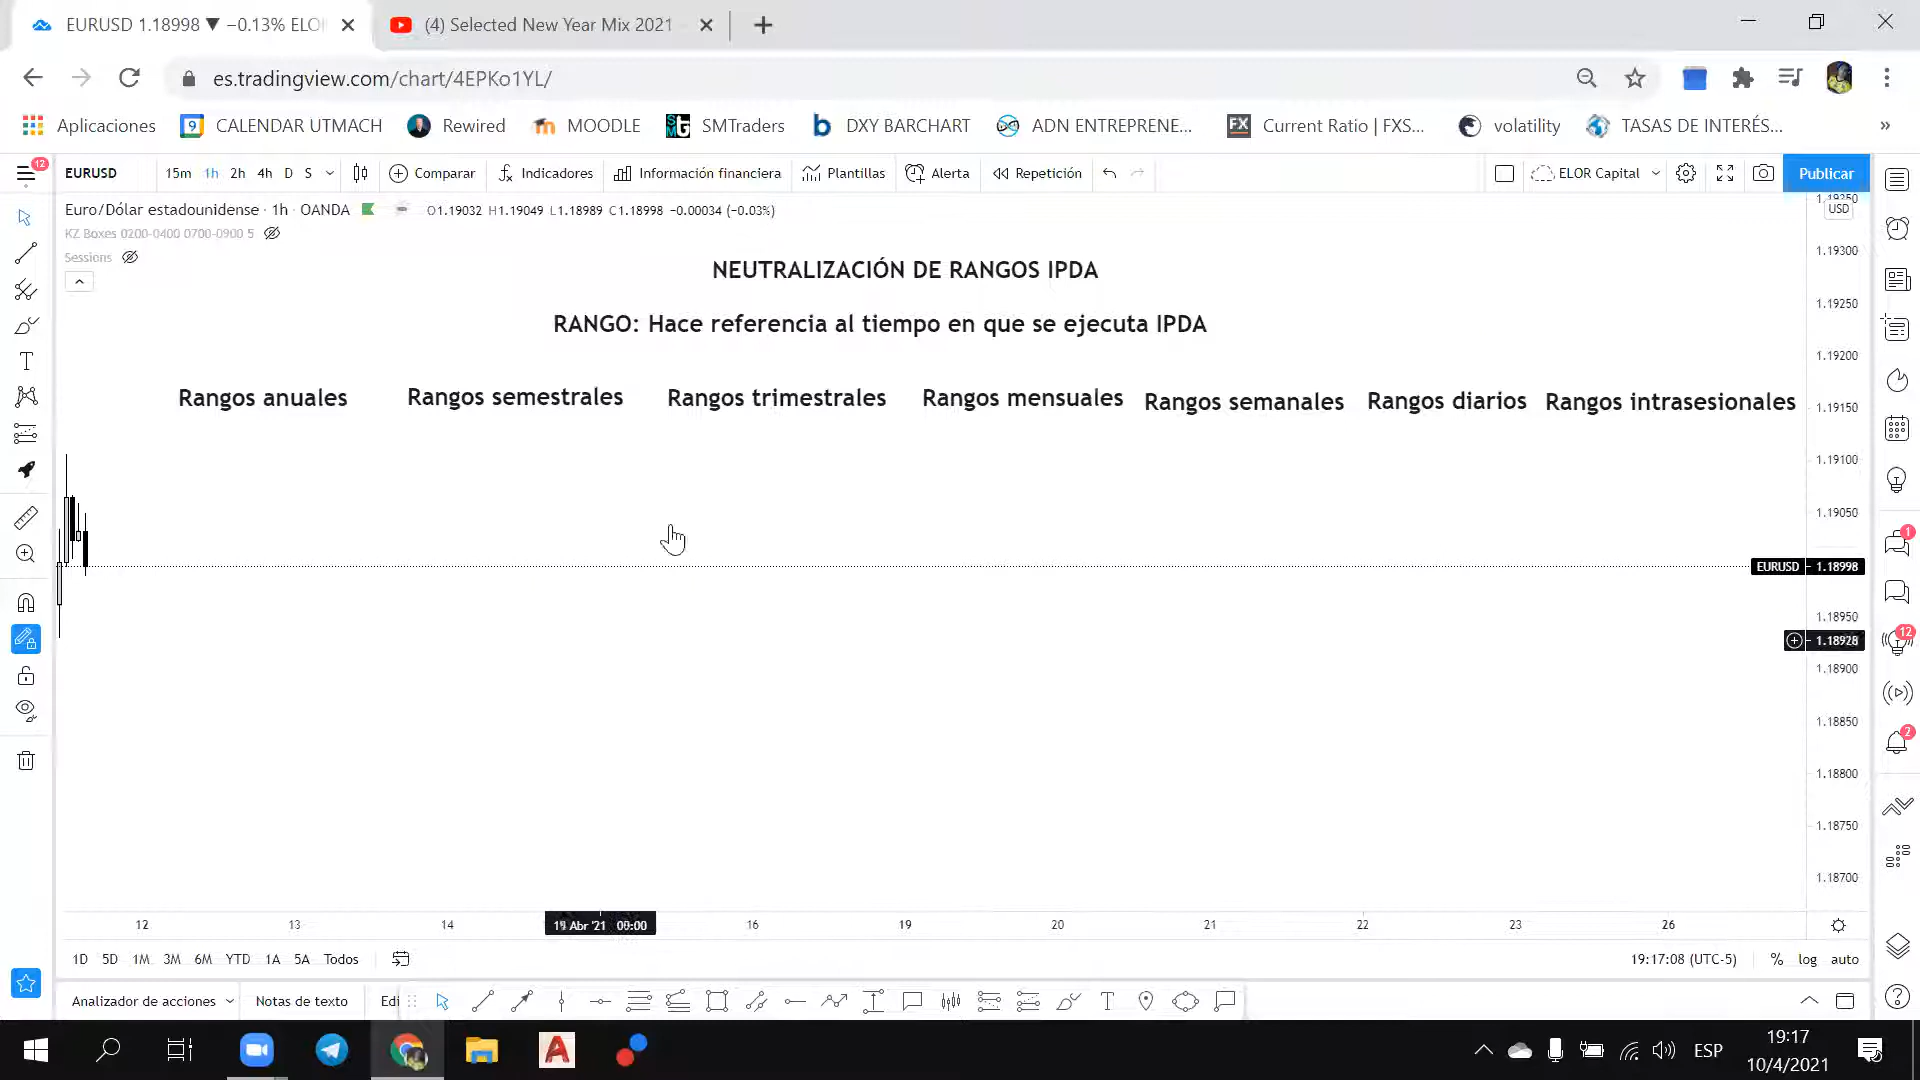 EURUSD 1.18998 ▼ −0.13% ELO
(4) Selected New Year Mix 2021
es.tradingview.com/chart/4EPKo1YL/
Aplicaciones
9 CALENDAR UTMACH
Rewired
MOODLE
SMTraders
DXY BARCHART
ADN ENTREPRENE...
FX Current Ratio | FXS...
volatility
TASAS DE INTERÉS...
»
12
EURUSD 15m 1h 2h 4h D S
Comparar
Indicadores
Información financiera
Plantillas
Alerta
Repetición
ELOR Capital
Publicar
Euro/Dólar estadounidense · 1h · OANDA
O1.19032 H1.19049 L1.18989 C1.18998 −0.00034 (−0.03%)
KZ Boxes 0200-0400 0700-0900 5
Sessions
NEUTRALIZACIÓN DE RANGOS IPDA
RANGO: Hace referencia al tiempo en que se ejecuta IPDA
Rangos anuales
Rangos semestrales
Rangos trimestrales
Rangos mensuales
Rangos semanales
Rangos diarios
Rangos intrasesionales
USD
1.19300
1.19250
1.19200
1.19150
1.19100
1.19050
EURUSD 1.18998
1.18950
1.18928
1.18900
1.18850
1.18800
1.18750
1.18700
1
12
2
12 13 14
Abr '21
16 19 20 21 22 23 26
1D 5D 1M 3M 6M YTD 1A 5A Todos
19:17:08 (UTC-5) % log auto
Analizador de acciones
Notas de texto
Edi
ESP
19:17
10/4/2021